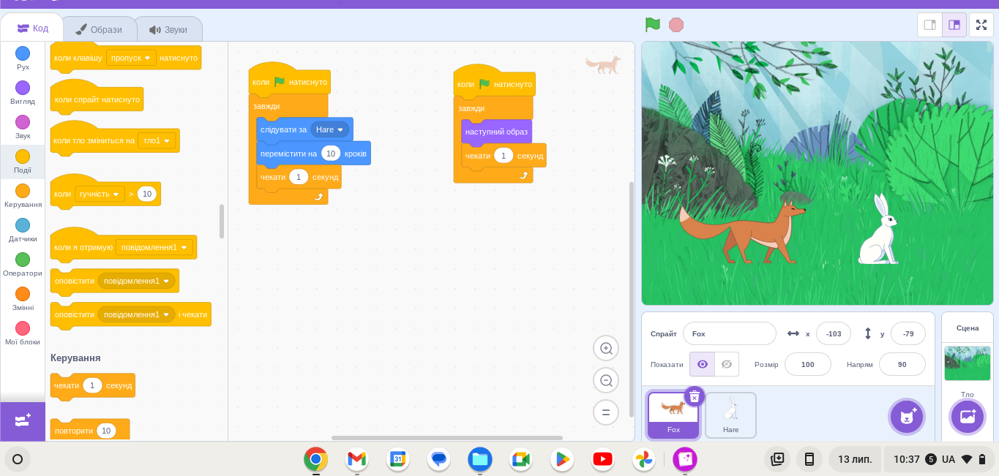 Код
Образи
Звуки
Рух
Вигляд
Звук
Події
Керування
Датчики
Оператори
Змінні
Мої блоки
коли клавішу пропуск натиснуто
коли спрайт натиснуто
коли тло зміниться на тло1
коли гучність > 10
коли я отримую повідомлення1
оповістити повідомлення1
оповістити повідомлення1 і чекати
Керування
чекати 1 секунд
повторити 10
коли натиснуто
завжди
слідувати за Hare
перемістити на 10 кроків
чекати 1 секунд
коли натиснуто
завжди
наступний образ
чекати 1 секунд
Спрайт Fox x -103 y -79
Показати Розмір 100 Напрям 90
Fox
Hare
Сцена
Тло
31
13 лип.
10:37 5 UA